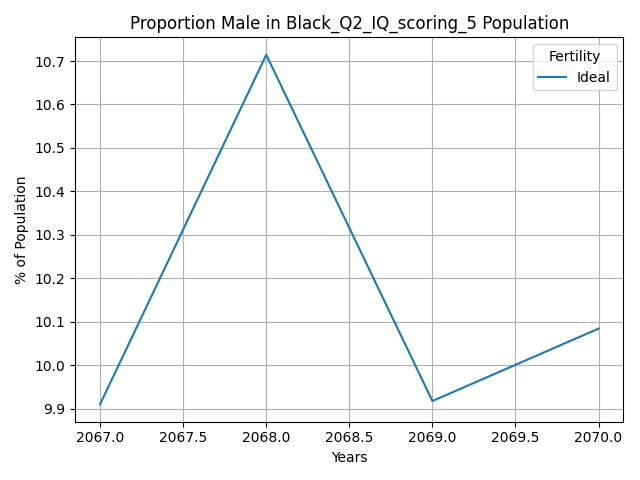 Proportion Male in Black_Q2_IQ_scoring_5 Population
Fertility
Ideal
% of Population
10.7
10.6
10.5
10.4
10.3
10.2
10.1
10.0
9.9
2067.0 2067.5 2068.0 2068.5 2069.0 2069.5 2070.0
Years